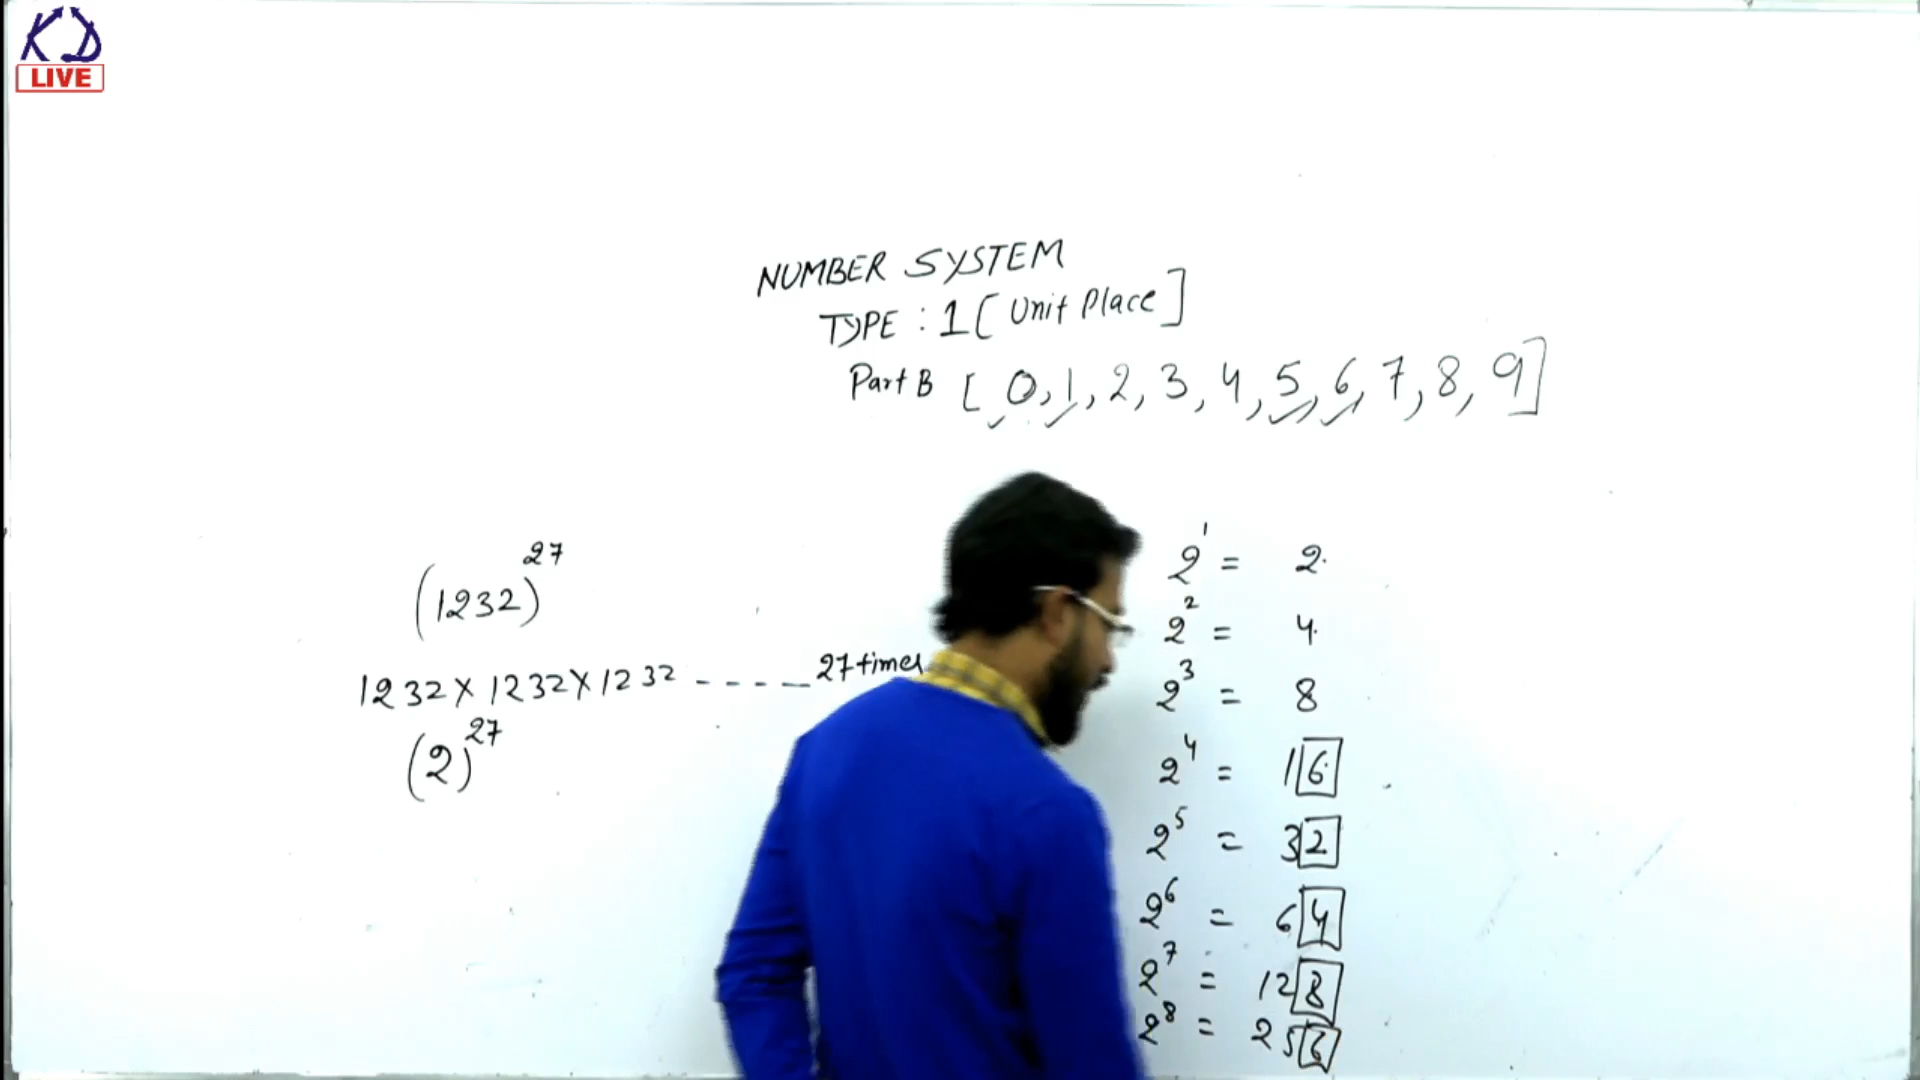 KD
LIVE
NUMBER SYSTEM
TYPE : 1 [ Unit Place ]
Part B [ 0, 1, 2, 3, 4, 5, 6, 7, 8, 9 ]
(1232)²⁷
1232 X 1232 X 1232 - - - - - 27 times
(2)²⁷
2¹ = 2
2² = 4
2³ = 8
2⁴ = 16
2⁵ = 32
2⁶ = 64
2⁷ = 128
2⁸ = 256